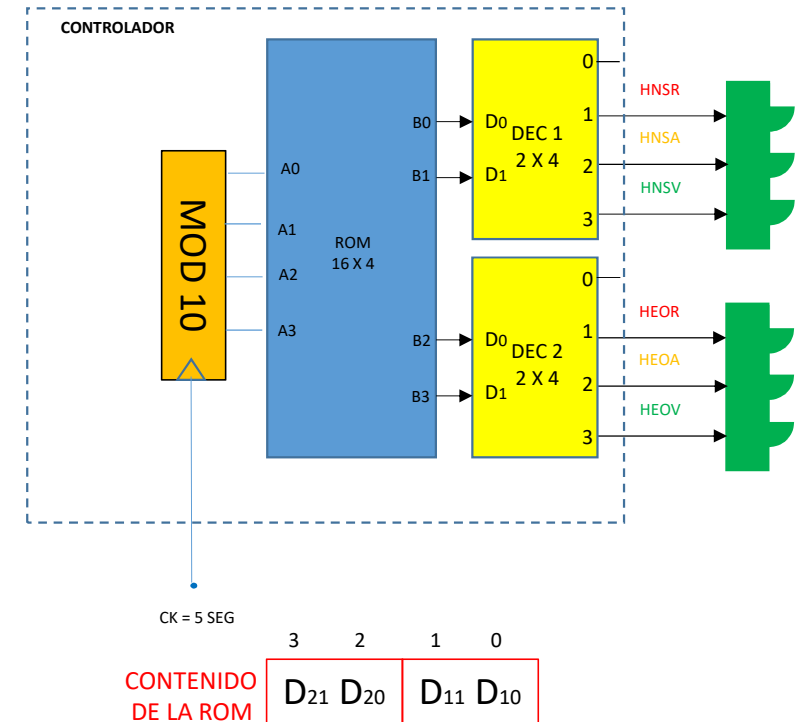 CONTROLADOR
MOD 10
A0
A1
A2
A3
ROM
16 X 4
B0
B1
B2
B3
D0
D1
DEC 1
2 X 4
0
1
2
3
D0
D1
DEC 2
2 X 4
0
1
2
3
HNSR
HNSA
HNSV
HEOR
HEOA
HEOV
CK = 5 SEG
3 2 1 0
CONTENIDO
DE LA ROM
D21 D20 D11 D10